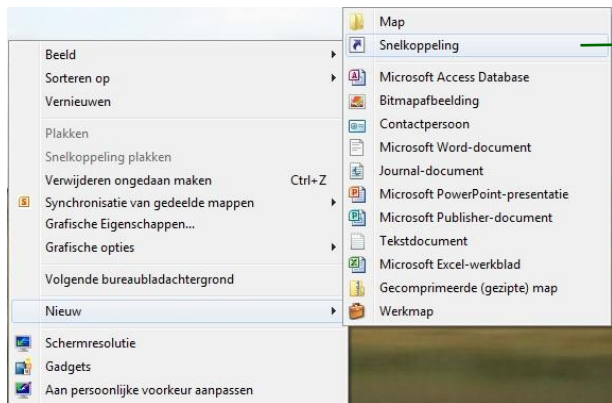 Beeld
Sorteren op
Vernieuwen
Plakken
Snelkoppeling plakken
Verwijderen ongedaan maken Ctrl+Z
Synchronisatie van gedeelde mappen
Grafische Eigenschappen...
Grafische opties
Volgende bureaubladachtergrond
Nieuw
Schermresolutie
Gadgets
Aan persoonlijke voorkeur aanpassen
Map
Snelkoppeling
Microsoft Access Database
Bitmapafbeelding
Contactpersoon
Microsoft Word-document
Journal-document
Microsoft PowerPoint-presentatie
Microsoft Publisher-document
Tekstdocument
Microsoft Excel-werkblad
Gecomprimeerde (gezipte) map
Werkmap